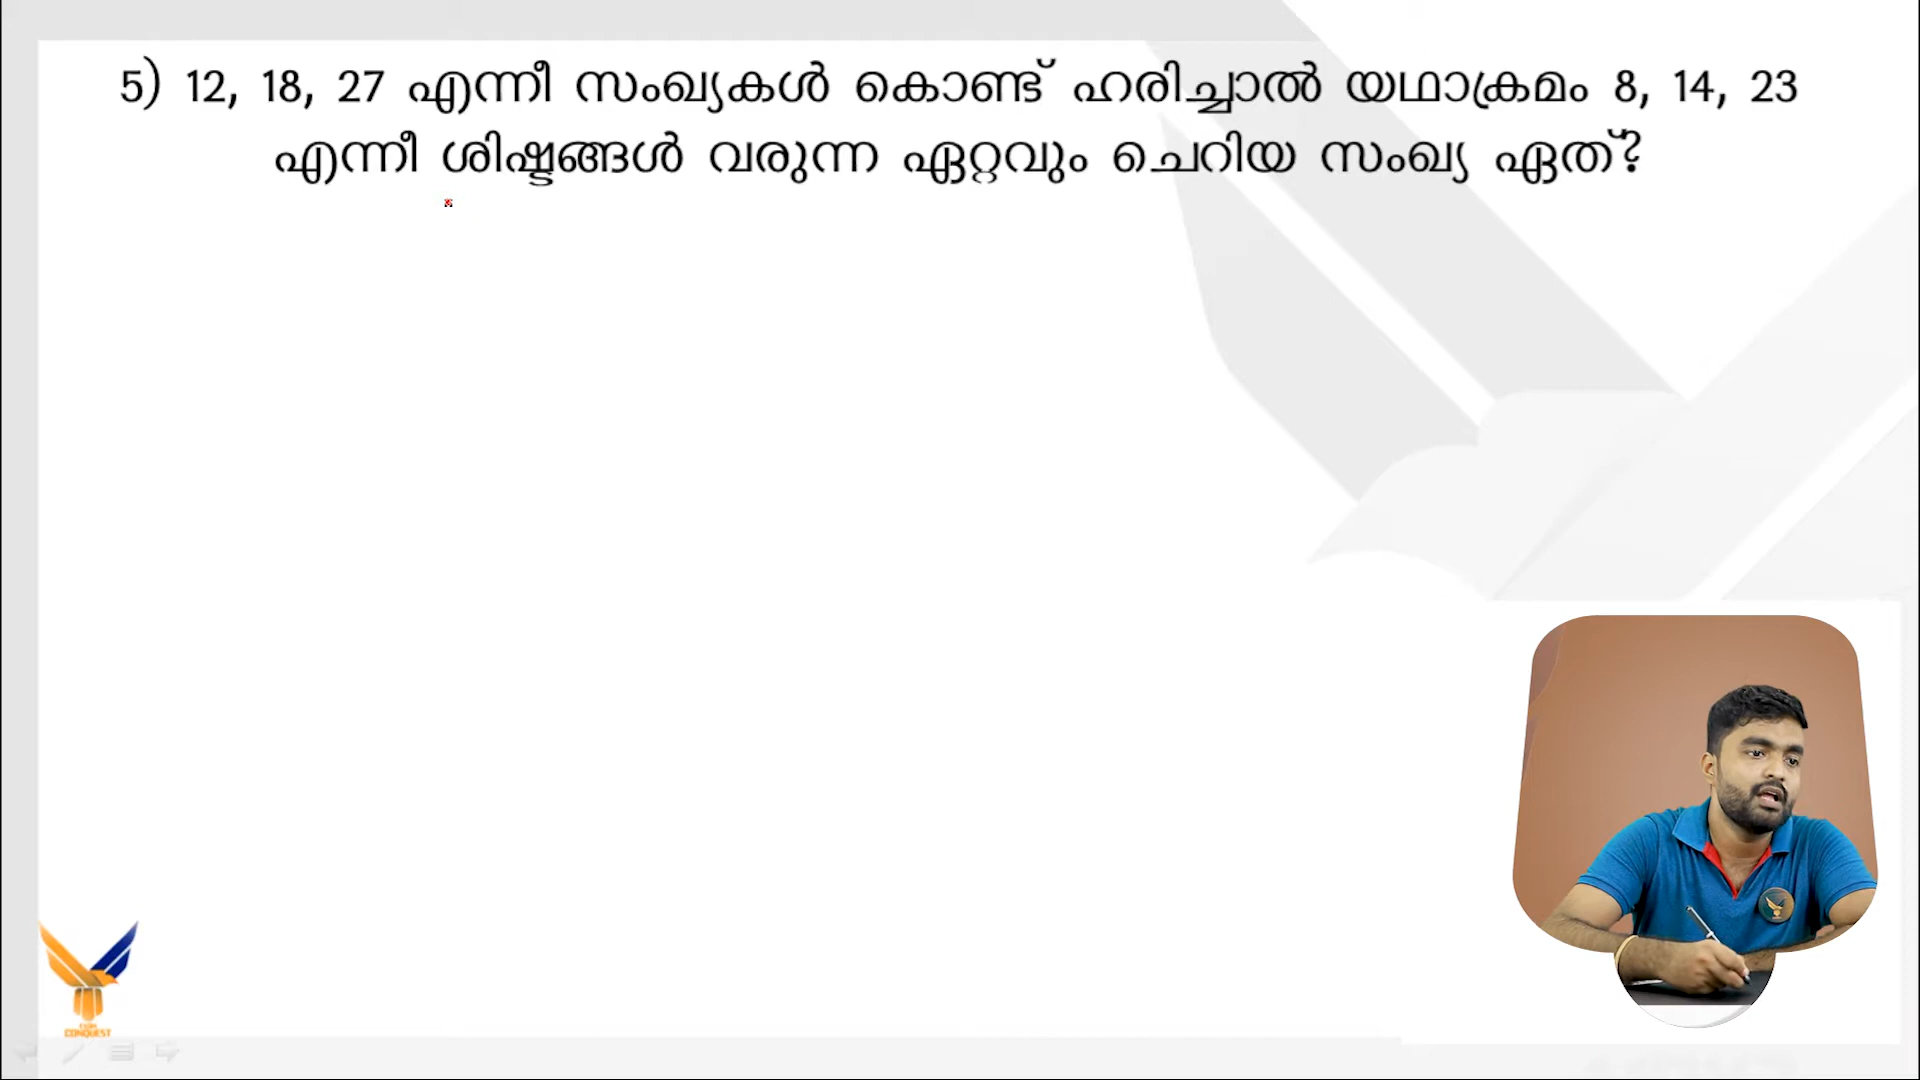 5) 12, 18, 27 എന്നീ സംഖ്യകൾ കൊണ്ട് ഹരിച്ചാൽ യഥാക്രമം 8, 14, 23
എന്നീ ശിഷ്ടങ്ങൾ വരുന്ന ഏറ്റവും ചെറിയ സംഖ്യ ഏത്?
CONQUEST